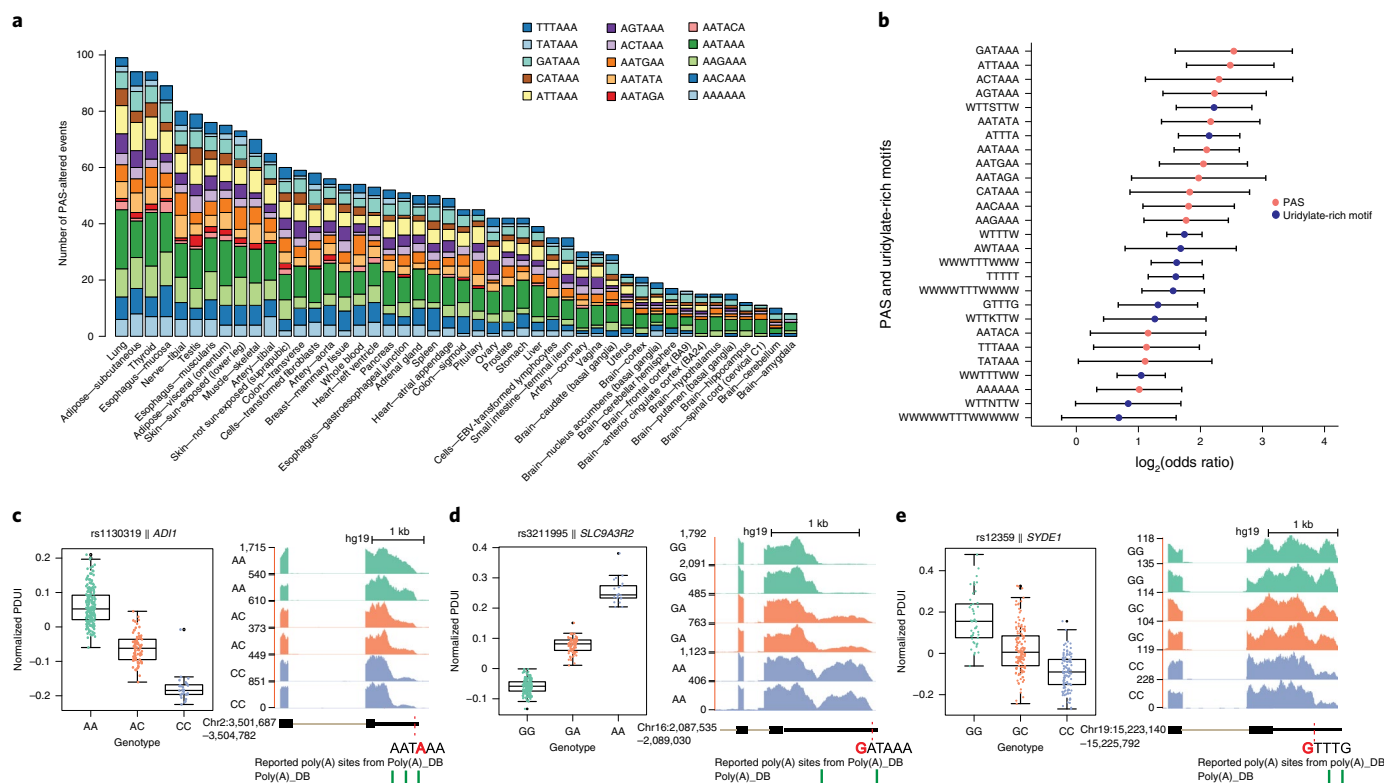 a
TTTAAA
TATAAA
GATAAA
CATAAA
ATTAAA
AGTAAA
ACTAAA
AATGAA
AATATA
AATAGA
AATACA
AATAAA
AAGAAA
AACAAA
AAAAAA
Number of PAS-altered events
100
80
60
40
20
0
Lung
Adipose—subcutaneous
Thyroid
Esophagus—mucosa
Nerve—tibial
Testis
Esophagus—muscularis
Adipose—visceral (omentum)
Skin—sun-exposed (lower leg)
Muscle—skeletal
Artery—tibial
Skin—not sun-exposed (suprapubic)
Colon—transverse
Cells—transformed fibroblasts
Artery—aorta
Breast—mammary tissue
Whole blood
Heart—left ventricle
Pancreas
Esophagus—gastroesophageal junction
Adrenal gland
Spleen
Heart—atrial appendage
Colon—sigmoid
Pituitary
Ovary
Prostate
Stomach
Liver
Cells—EBV-transformed lymphocytes
Small intestine—terminal ileum
Artery—coronary
Vagina
Brain—caudate (basal ganglia)
Uterus
Brain—cortex
Brain—nucleus accumbens (basal ganglia)
Brain—cerebellar hemisphere
Brain—frontal cortex (BA9)
Brain—anterior cingulate cortex (BA24)
Brain—hypothalamus
Brain—putamen (basal ganglia)
Brain—hippocampus
Brain—spinal cord (cervical C1)
Brain—cerebellum
Brain—amygdala
b
PAS and uridylate-rich motifs
GATAAA
ATTAAA
ACTAAA
AGTAAA
WTTSTTW
AATATA
ATTTA
AATAAA
AATGAA
AATAGA
CATAAA
AACAAA
AAGAAA
WTTTW
AWTAAA
WWWTTTWWW
TTTTT
WWWWTTTWWWW
GTTTG
WTTKTTW
AATACA
TTTAAA
TATAAA
WWTTTWW
AAAAAA
WTTNTTW
WWWWWTTTWWWWW
PAS
Uridylate-rich motif
0 1 2 3 4
log2(odds ratio)
c
rs1130319 || ADI1
Normalized PDUI
0.2
0.1
0
−0.1
−0.2
AA AC CC
Genotype
hg19
1 kb
1,715
AA
540
AA
610
AC
373
AC
449
CC
851
CC
0
Chr2:3,501,687
–3,504,782
AATAAA
Reported poly(A) sites from Poly(A)_DB
Poly(A)_DB
d
rs3211995 || SLC9A3R2
Normalized PDUI
0.4
0.3
0.2
0.1
0
−0.1
GG GA AA
Genotype
hg19
1 kb
1,792
GG
2,091
GG
485
GA
763
GA
1,123
AA
406
AA
0
Chr16:2,087,535
–2,089,030
GATAAA
Reported poly(A) sites from Poly(A)_DB
Poly(A)_DB
e
rs12359 || SYDE1
Normalized PDUI
0.4
0.2
0
−0.2
GG GC CC
Genotype
hg19
1 kb
118
GG
135
GG
114
GC
104
GC
119
CC
228
CC
0
Chr19:15,223,140
–15,225,792
GTTTG
Reported poly(A) sites from Poly(A)_DB
Poly(A)_DB